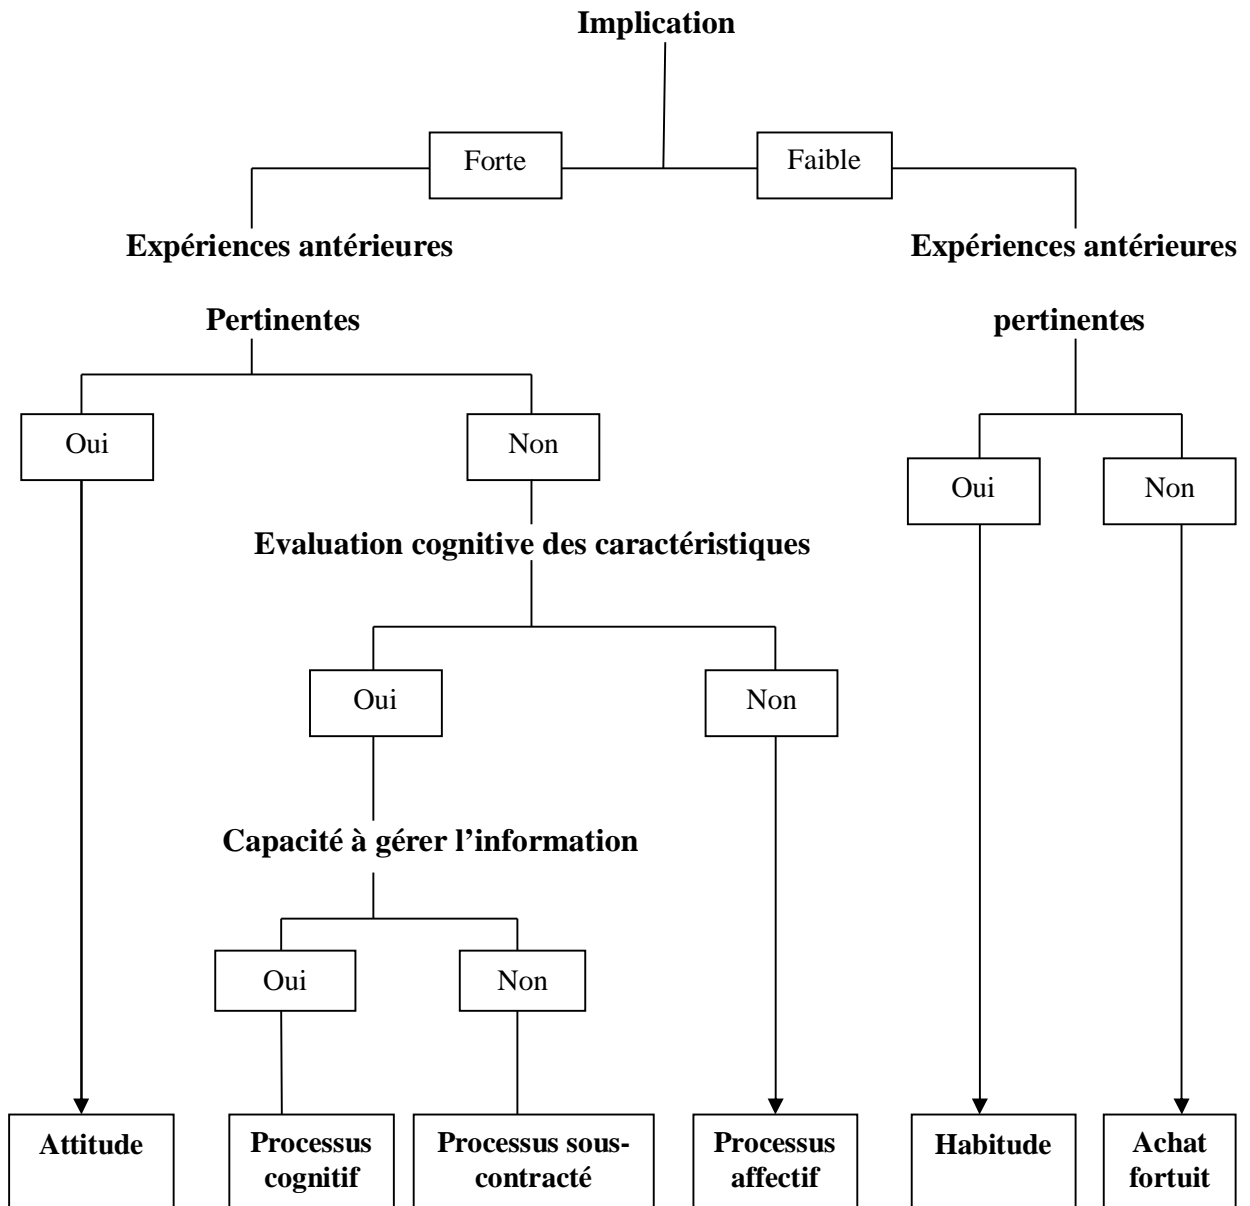 Implication
Forte
Faible
Expériences antérieures
Expériences antérieures
Pertinentes
pertinentes
Oui
Non
Oui
Non
Evaluation cognitive des caractéristiques
Oui
Non
Capacité à gérer l’information
Oui
Non
Attitude
Processus
cognitif
Processus sous-
contracté
Processus
affectif
Habitude
Achat
fortuit